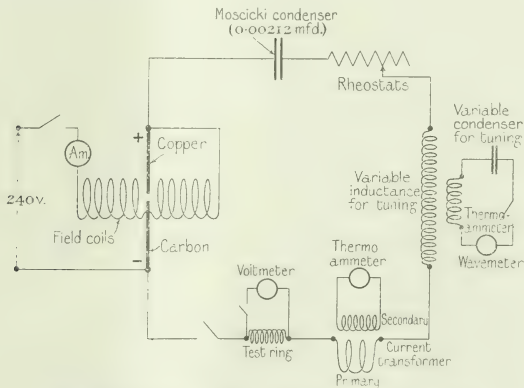 Moscicki condenser
(0·00212 mfd.)
Rheostats
Variable
condenser
for tuning
+
Copper
Am.
240v.
Variable
inductance
for tuning
Thermo-
ammeter
Wavemeter
Field coils
Carbon
-
Voltmeter
Thermo
ammeter
Secondary
Test ring
Current
transformer
Primary